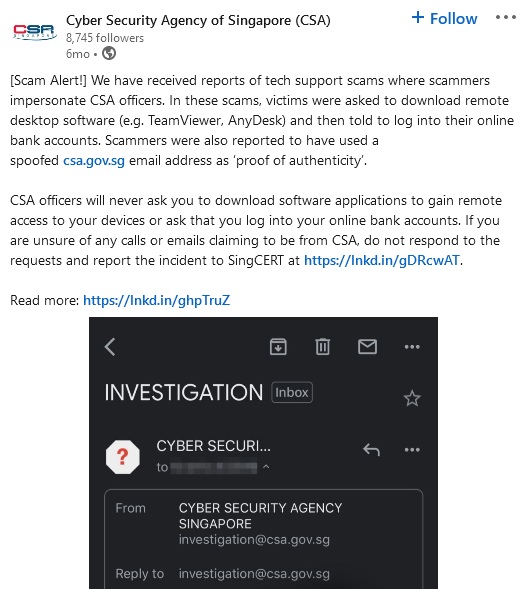 CSA
SINGAPORE
Cyber Security Agency of Singapore (CSA)
+ Follow
8,745 followers
6mo •
[Scam Alert!] We have received reports of tech support scams where scammers
impersonate CSA officers. In these scams, victims were asked to download remote
desktop software (e.g. TeamViewer, AnyDesk) and then told to log into their online
bank accounts. Scammers were also reported to have used a
spoofed csa.gov.sg email address as ‘proof of authenticity’.
CSA officers will never ask you to download software applications to gain remote
access to your devices or ask that you log into your online bank accounts. If you
are unsure of any calls or emails claiming to be from CSA, do not respond to the
requests and report the incident to SingCERT at https://lnkd.in/gDRcwAT.
Read more: https://lnkd.in/ghpTruZ
INVESTIGATION Inbox
?
CYBER SECURI...
to
From CYBER SECURITY AGENCY
SINGAPORE
investigation@csa.gov.sg
Reply to investigation@csa.gov.sg